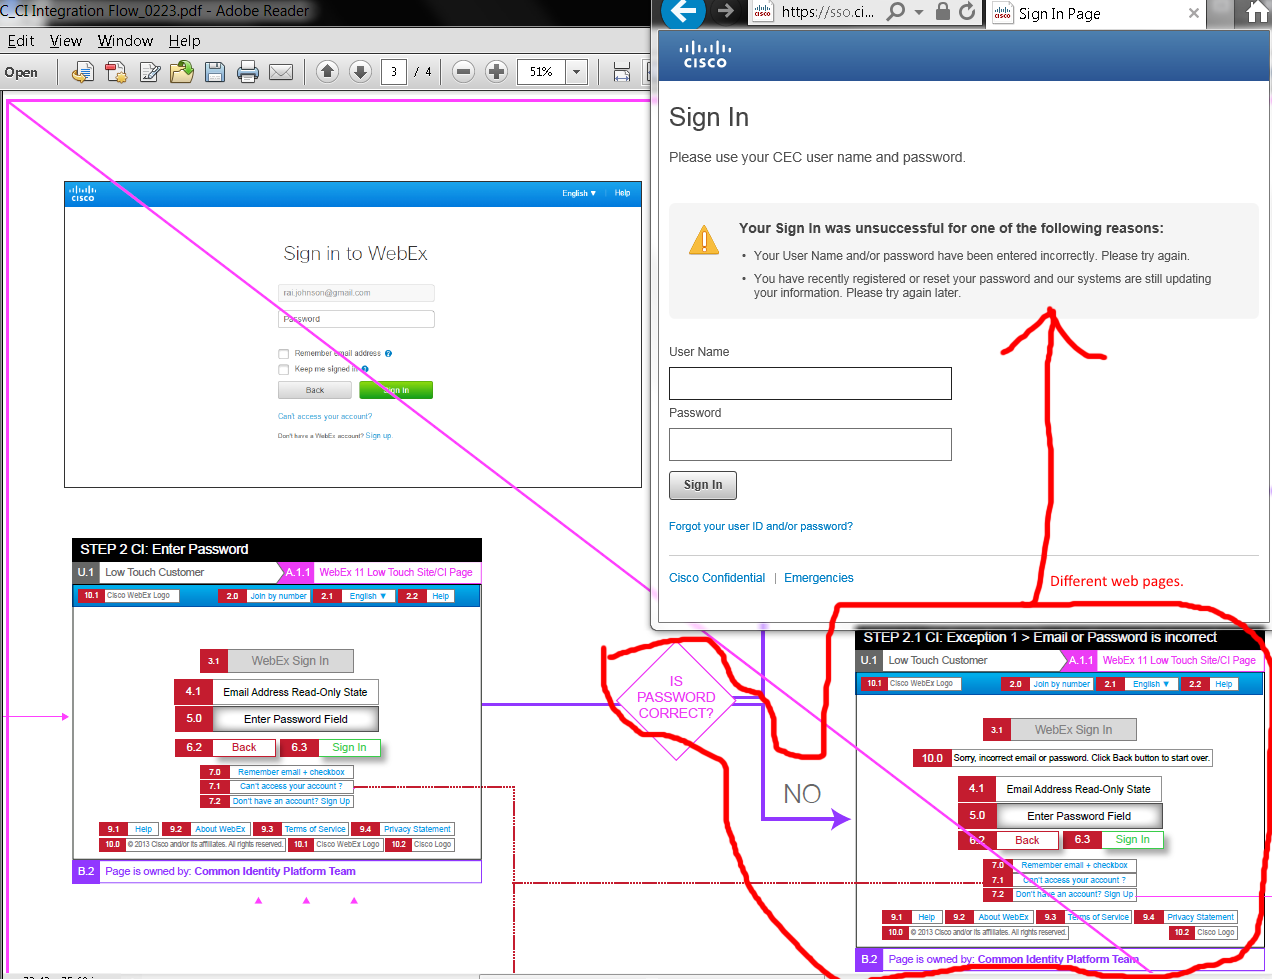 C_CI Integration Flow_0223.pdf - Adobe Reader
Edit View Window Help
Open 3 / 4 51%
CISCO English ▼ Help
Sign in to WebEx
rai.johnson@gmail.com
Password
Remember email address
Keep me signed in
Back Sign In
Can't access your account?
Don't have a WebEx account? Sign up.
https://sso.ci... Sign In Page
CISCO
Sign In
Please use your CEC user name and password.
Your Sign In was unsuccessful for one of the following reasons:
• Your User Name and/or password have been entered incorrectly. Please try again.
• You have recently registered or reset your password and our systems are still updating
your information. Please try again later.
User Name
Password
Sign In
Forgot your user ID and/or password?
Cisco Confidential | Emergencies
Different web pages.
STEP 2 CI: Enter Password
U.1 Low Touch Customer A.1.1 WebEx 11 Low Touch Site/CI Page
10.1 Cisco WebEx Logo 2.0 Join by number 2.1 English ▼ 2.2 Help
3.1 WebEx Sign In
4.1 Email Address Read-Only State
5.0 Enter Password Field
6.2 Back 6.3 Sign In
7.0 Remember email + checkbox
7.1 Can't access your account ?
7.2 Don't have an account? Sign Up
9.1 Help 9.2 About WebEx 9.3 Terms of Service 9.4 Privacy Statement
10.0 © 2013 Cisco and/or its affiliates. All rights reserved. 10.1 Cisco WebEx Logo 10.2 Cisco Logo
B.2 Page is owned by: Common Identity Platform Team
IS
PASSWORD
CORRECT?
NO
STEP 2.1 CI: Exception 1 > Email or Password is incorrect
U.1 Low Touch Customer A.1.1 WebEx 11 Low Touch Site/CI Page
10.1 Cisco WebEx Logo 2.0 Join by number 2.1 English ▼ 2.2 Help
3.1 WebEx Sign In
10.0 Sorry, incorrect email or password. Click Back button to start over.
4.1 Email Address Read-Only State
5.0 Enter Password Field
6.2 Back 6.3 Sign In
7.0 Remember email + checkbox
7.1 Can't access your account ?
7.2 Don't have an account? Sign Up
9.1 Help 9.2 About WebEx 9.3 Terms of Service 9.4 Privacy Statement
10.0 © 2013 Cisco and/or its affiliates. All rights reserved. 10.2 Cisco Logo
B.2 Page is owned by: Common Identity Platform Team